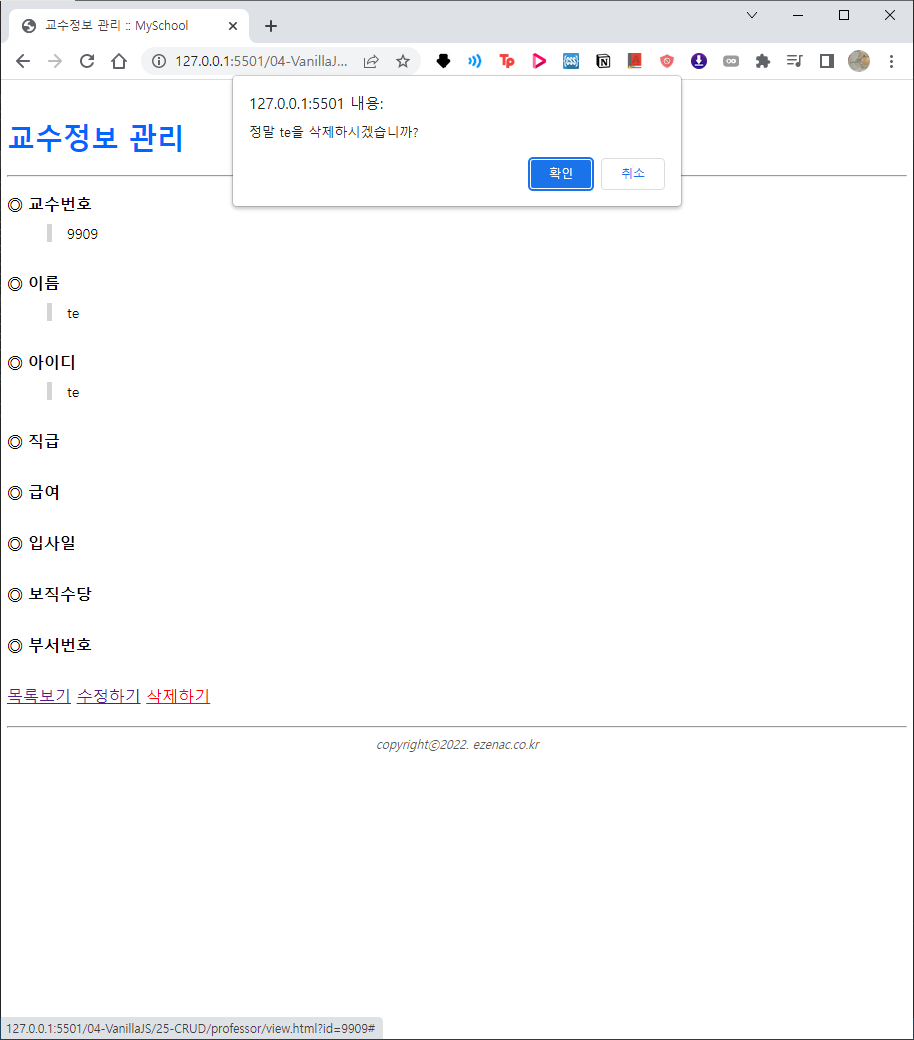 교수정보 관리 :: MySchool
127.0.0.1:5501/04-VanillaJ...
127.0.0.1:5501 내용:
정말 te을 삭제하시겠습니까?
확인 취소
교수정보 관리
◎ 교수번호
9909
◎ 이름
te
◎ 아이디
te
◎ 직급
◎ 급여
◎ 입사일
◎ 보직수당
◎ 부서번호
목록보기 수정하기 삭제하기
copyright©2022. ezenac.co.kr
127.0.0.1:5501/04-VanillaJS/25-CRUD/professor/view.html?id=9909#